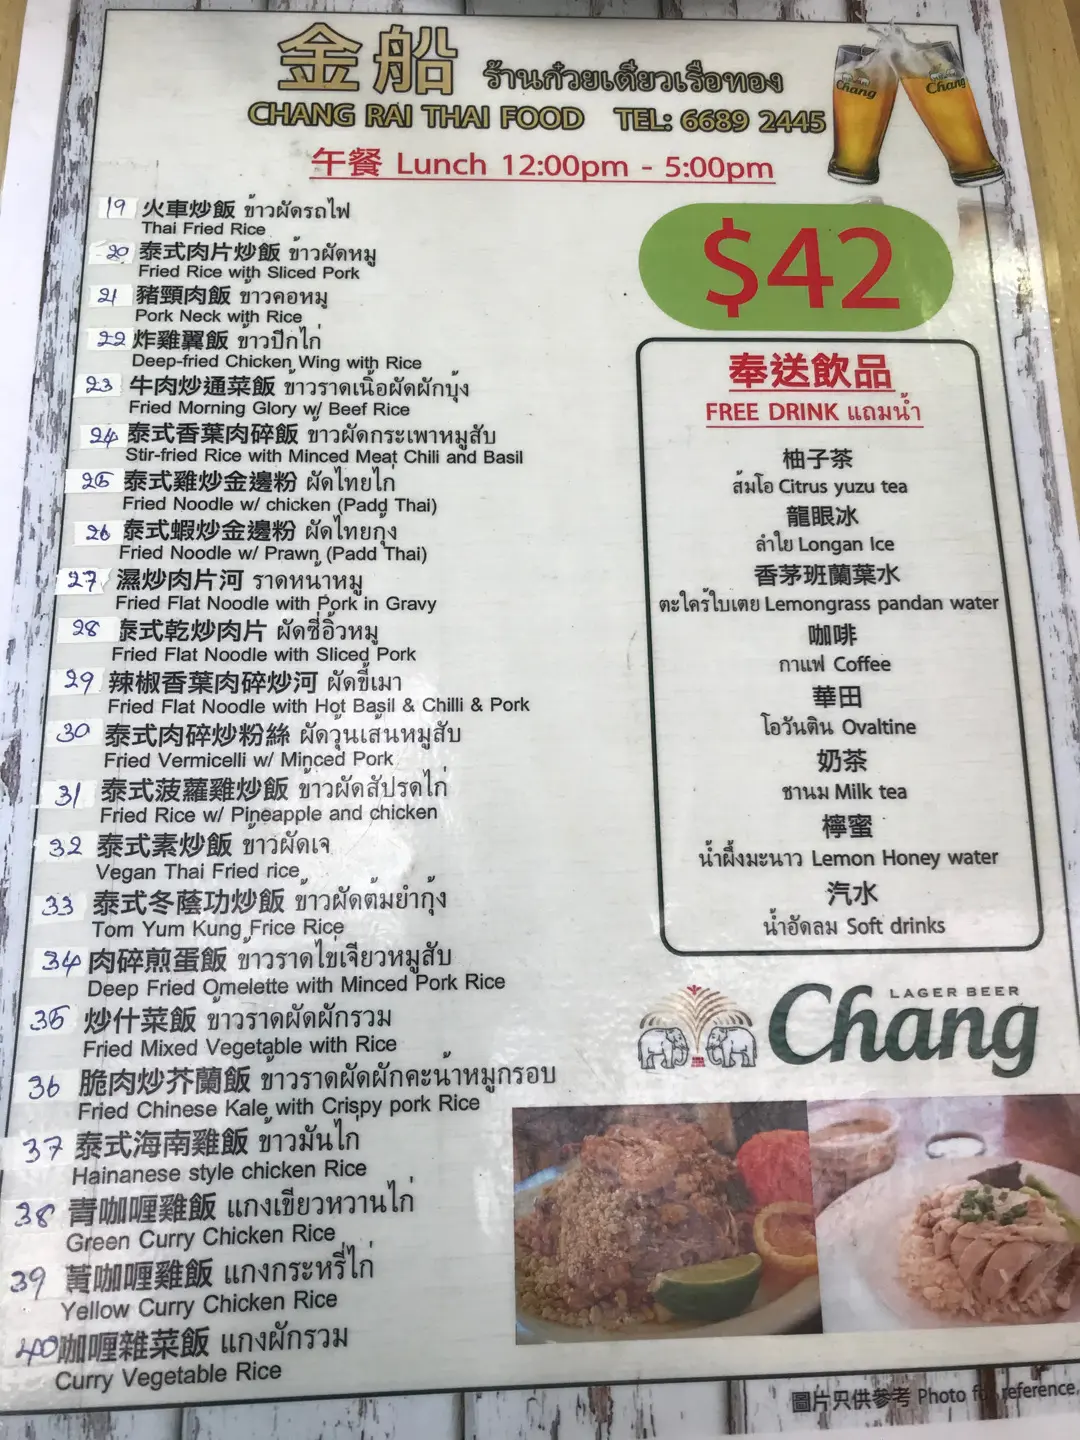 金船 ร้านก๋วยเตี๋ยวเรือทอง
CHANG RAI THAI FOOD TEL: 6689 2445
午餐 Lunch 12:00pm - 5:00pm
Chang
Chang
19 火車炒飯 ข้าวผัดรถไฟ
Thai Fried Rice
20 泰式肉片炒飯 ข้าวผัดหมู
Fried Rice with Sliced Pork
21 豬頸肉飯 ข้าวคอหมู
Pork Neck with Rice
22 炸雞翼飯 ข้าวปีกไก่
Deep-fried Chicken Wing with Rice
23 牛肉炒通菜飯 ข้าวราดเนื้อผัดผักบุ้ง
Fried Morning Glory w/ Beef Rice
24 泰式香葉肉碎飯 ข้าวผัดกระเพาหมูสับ
Stir-fried Rice with Minced Meat Chili and Basil
25 泰式雞炒金邊粉 ผัดไทยไก่
Fried Noodle w/ chicken (Padd Thai)
26 泰式蝦炒金邊粉 ผัดไทยกุ้ง
Fried Noodle w/ Prawn (Padd Thai)
27 濕炒肉片河 ราดหน้าหมู
Fried Flat Noodle with Pork in Gravy
28 泰式乾炒肉片 ผัดซี่อิ้วหมู
Fried Flat Noodle with Sliced Pork
29 辣椒香葉肉碎炒河 ผัดขี้เมา
Fried Flat Noodle with Hot Basil & Chilli & Pork
30 泰式肉碎炒粉絲 ผัดวุ้นเส้นหมูสับ
Fried Vermicelli w/ Minced Pork
31 泰式菠蘿雞炒飯 ข้าวผัดสัปรดไก่
Fried Rice w/ Pineapple and chicken
32 泰式素炒飯 ข้าวผัดเจ
Vegan Thai Fried rice
33 泰式冬蔭功炒飯 ข้าวผัดต้มยำกุ้ง
Tom Yum Kung Frice Rice
34 肉碎煎蛋飯 ข้าวราดไข่เจียวหมูสับ
Deep Fried Omelette with Minced Pork Rice
35 炒什菜飯 ข้าวราดผัดผักรวม
Fried Mixed Vegetable with Rice
36 脆肉炒芥蘭飯 ข้าวราดผัดผักคะน้าหมูกรอบ
Fried Chinese Kale with Crispy pork Rice
37 泰式海南雞飯 ข้าวมันไก่
Hainanese style chicken Rice
38 青咖喱雞飯 แกงเขียวหวานไก่
Green Curry Chicken Rice
39 黃咖喱雞飯 แกงกระหรี่ไก่
Yellow Curry Chicken Rice
40 咖喱雜菜飯 แกงผักรวม
Curry Vegetable Rice
$42
奉送飲品
FREE DRINK แถมน้ำ
柚子茶
ส้มโอ Citrus yuzu tea
龍眼冰
ลำใย Longan Ice
香茅班蘭葉水
ตะใคร้ใบเตย Lemongrass pandan water
咖啡
กาแฟ Coffee
華田
โอวันติน Ovaltine
奶茶
ชานม Milk tea
檸蜜
น้ำผึ้งมะนาว Lemon Honey water
汽水
น้ำอัดลม Soft drinks
LAGER BEER
Chang
圖片只供參考 Photo for reference.